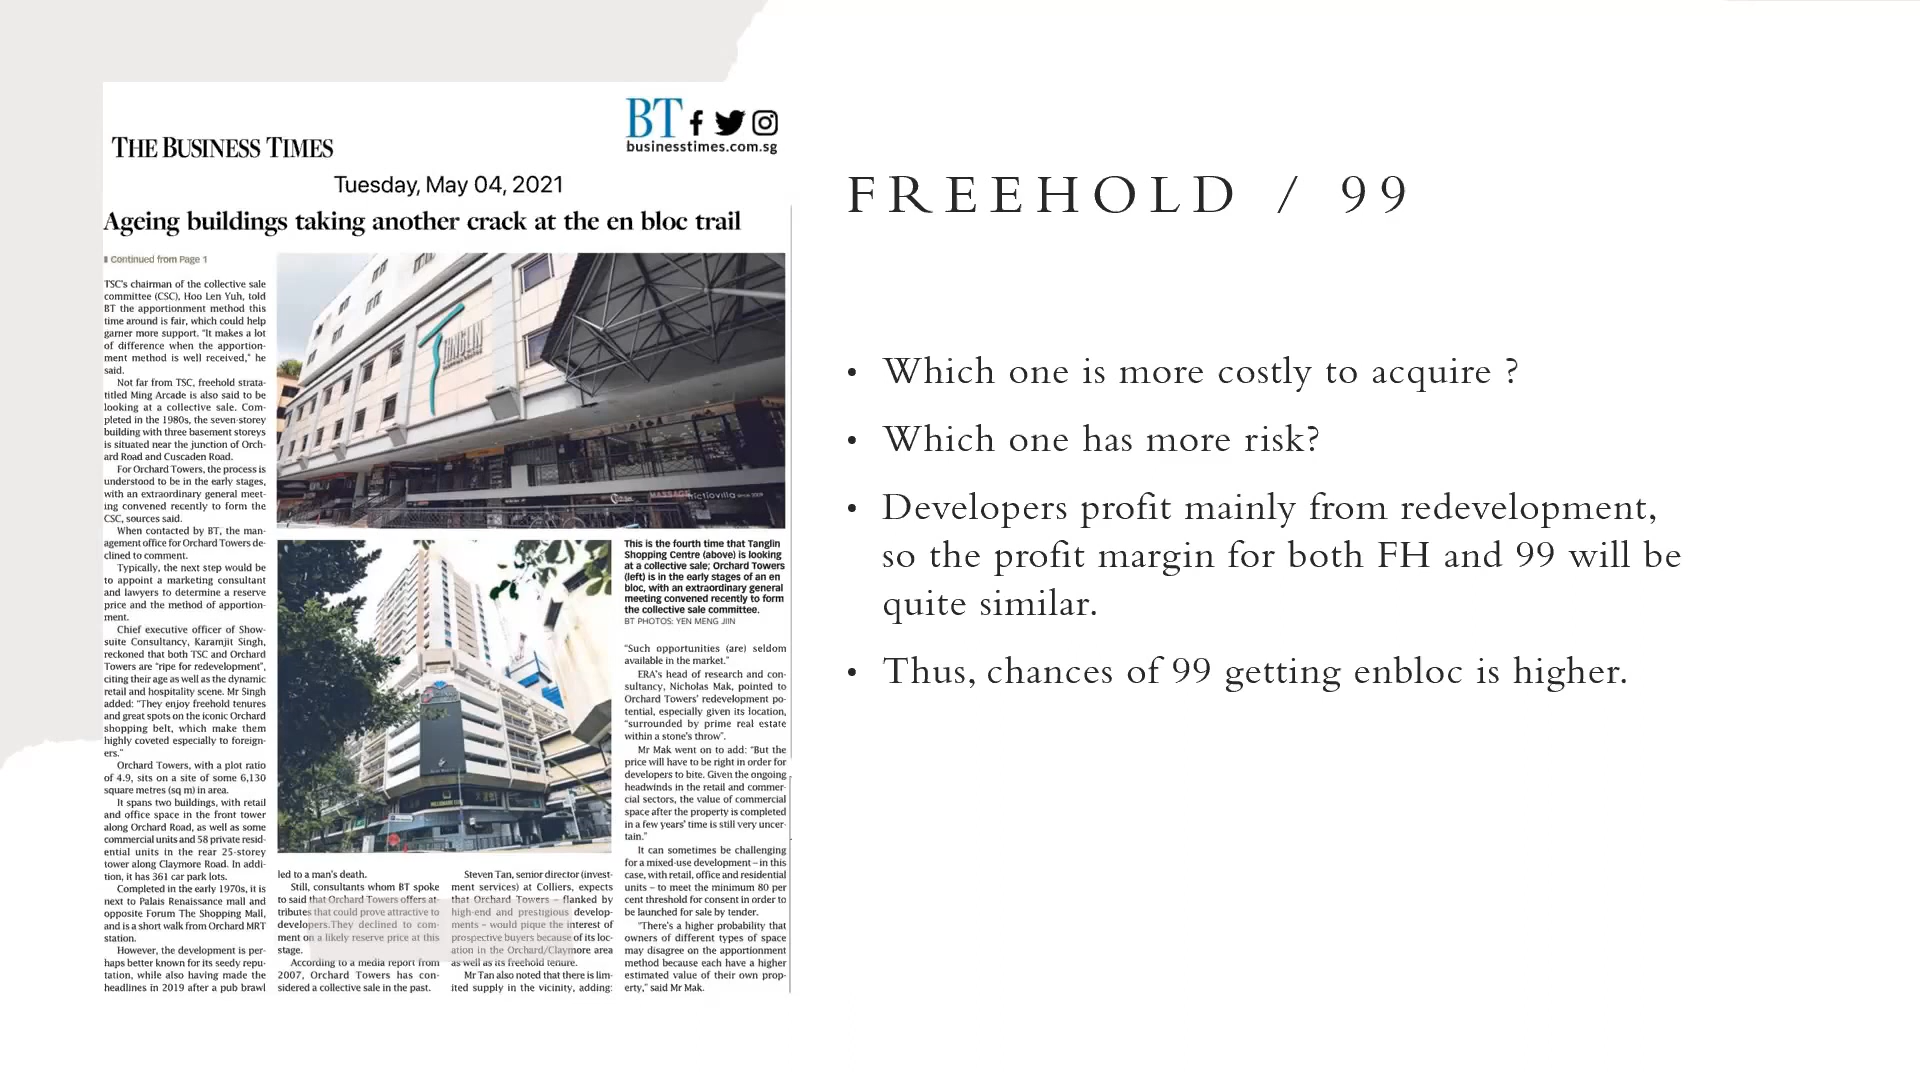 THE BUSINESS TIMES
BT
businesstimes.com.sg
Tuesday, May 04, 2021
Ageing buildings taking another crack at the en bloc trail
Continued from Page 1
TSC's chairman of the collective sale
committee (CSC), Hoo Len Yuh, told
BT the apportionment method this
time around is fair, which could help
garner more support. "It makes a lot
of difference when the apportion-
ment method is well received," he
said.
Not far from TSC, freehold strata-
titled Ming Arcade is also said to be
looking at a collective sale. Com-
pleted in the 1980s, the seven-storey
building with three basement storeys
is situated near the junction of Orch-
ard Road and Cuscaden Road.
For Orchard Towers, the process is
understood to be in the early stages,
with an extraordinary general meet-
ing convened recently to form the
CSC, sources said.
When contacted by BT, the man-
agement office for Orchard Towers de-
clined to comment.
Typically, the next step would be
to appoint a marketing consultant
and lawyers to determine a reserve
price and the method of apportion-
ment.
Chief executive officer of Show-
suite Consultancy, Karamjit Singh,
reckoned that both TSC and Orchard
Towers are "ripe for redevelopment",
citing their age as well as the dynamic
retail and hospitality scene. Mr Singh
added: "They enjoy freehold tenures
and great spots on the iconic Orchard
shopping belt, which make them
highly coveted especially to foreign-
ers."
Orchard Towers, with a plot ratio
of 4.9, sits on a site of some 6,130
square metres (sq m) in area.
It spans two buildings, with retail
and office space in the front tower
along Orchard Road, as well as some
commercial units and 58 private resid-
ential units in the rear 25-storey
tower along Claymore Road. In addi-
tion, it has 361 car park lots.
Completed in the early 1970s, it is
next to Palais Renaissance mall and
opposite Forum The Shopping Mall,
and is a short walk from Orchard MRT
station.
However, the development is per-
haps better known for its seedy repu-
tation, while also having made the
headlines in 2019 after a pub brawl
TANGLIN
MASSAGE
frictiovilla
led to a man's death.
Still, consultants whom BT spoke
to said that Orchard Towers offers at-
tributes that could prove attractive to
developers.They declined to com-
ment on a likely reserve price at this
stage.
According to a media report from
2007, Orchard Towers has con-
sidered a collective sale in the past.
Steven Tan, senior director (invest-
ment services) at Colliers, expects
that Orchard Towers – flanked by
high-end and prestigious develop-
ments – would pique the interest of
prospective buyers because of its loc-
ation in the Orchard/Claymore area
as well as its freehold tenure.
Mr Tan also noted that there is lim-
ited supply in the vicinity, adding:
This is the fourth time that Tanglin
Shopping Centre (above) is looking
at a collective sale; Orchard Towers
(left) is in the early stages of an en
bloc, with an extraordinary general
meeting convened recently to form
the collective sale committee.
BT PHOTOS: YEN MENG JIIN
"Such opportunities (are) seldom
available in the market."
ERA's head of research and con-
sultancy, Nicholas Mak, pointed to
Orchard Towers' redevelopment po-
tential, especially given its location,
"surrounded by prime real estate
within a stone's throw".
Mr Mak went on to add: "But the
price will have to be right in order for
developers to bite. Given the ongoing
headwinds in the retail and commer-
cial sectors, the value of commercial
space after the property is completed
in a few years' time is still very uncer-
tain."
It can sometimes be challenging
for a mixed-use development – in this
case, with retail, office and residential
units – to meet the minimum 80 per
cent threshold for consent in order to
be launched for sale by tender.
"There's a higher probability that
owners of different types of space
may disagree on the apportionment
method because each have a higher
estimated value of their own prop-
erty," said Mr Mak.
FREEHOLD / 99
• Which one is more costly to acquire ?
• Which one has more risk?
• Developers profit mainly from redevelopment,
so the profit margin for both FH and 99 will be
quite similar.
• Thus, chances of 99 getting enbloc is higher.